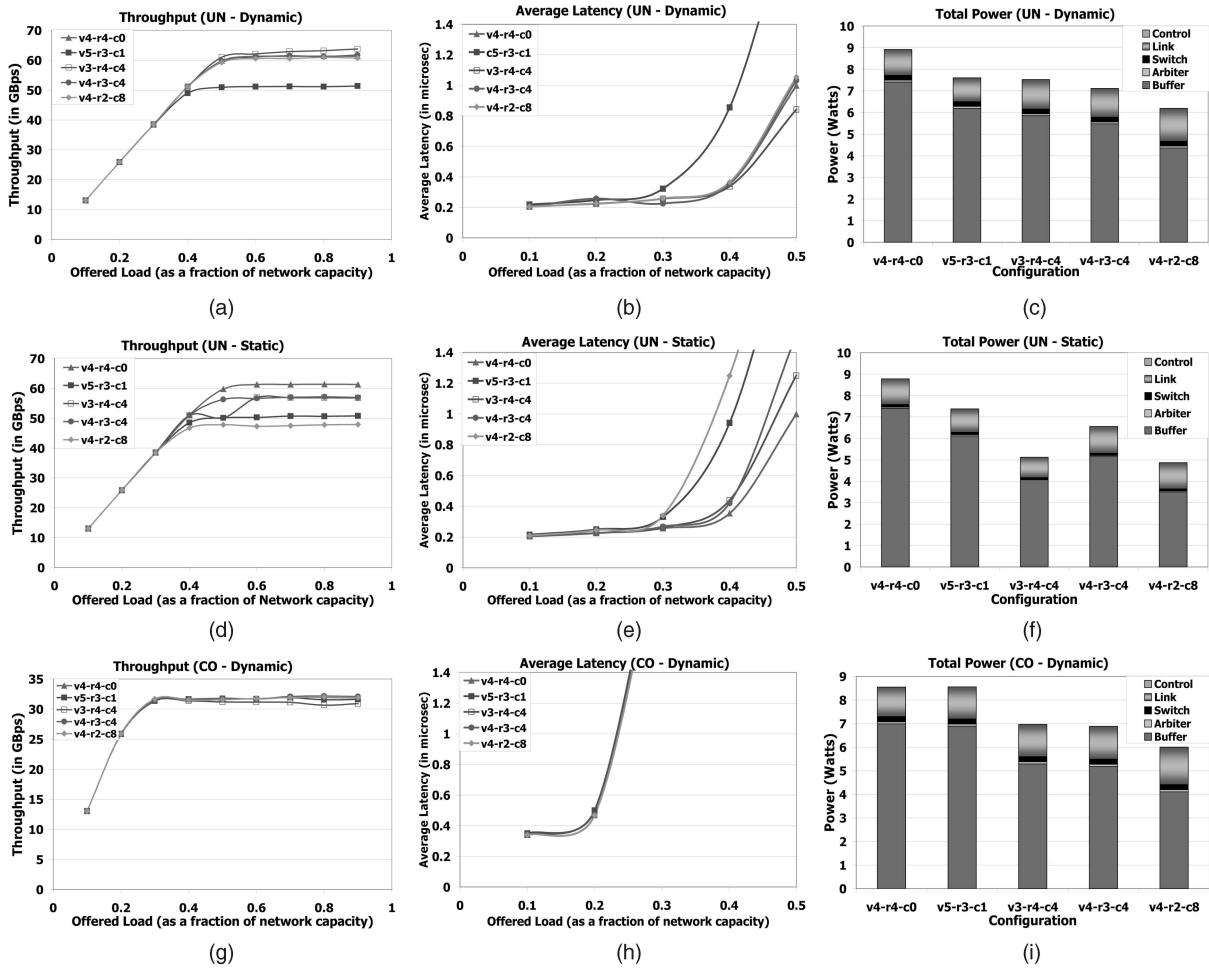 Throughput (UN - Dynamic)
Throughput (in GBps)
70
60
50
40
30
20
10
0
v4-r4-c0
v5-r3-c1
v3-r4-c4
v4-r3-c4
v4-r2-c8
0 0.2 0.4 0.6 0.8 1
Offered Load (as a fraction of network capacity)
(a)
Average Latency (UN - Dynamic)
Average Latency (in microsec)
1.4
1.2
1
0.8
0.6
0.4
0.2
0
v4-r4-c0
c5-r3-c1
v3-r4-c4
v4-r3-c4
v4-r2-c8
0 0.1 0.2 0.3 0.4 0.5
Offered Load (as a fraction of network capacity)
(b)
Total Power (UN - Dynamic)
Power (Watts)
10
9
8
7
6
5
4
3
2
1
0
Control
Link
Switch
Arbiter
Buffer
v4-r4-c0 v5-r3-c1 v3-r4-c4 v4-r3-c4 v4-r2-c8
Configuration
(c)
Throughput (UN - Static)
Throughput (in GBps)
70
60
50
40
30
20
10
0
v4-r4-c0
v5-r3-c1
v3-r4-c4
v4-r3-c4
v4-r2-c8
0 0.2 0.4 0.6 0.8 1
Offered Load (as a fraction of Network capacity)
(d)
Average Latency (UN - Static)
Average Latency (in microsec)
1.4
1.2
1
0.8
0.6
0.4
0.2
0
v4-r4-c0
v5-r3-c1
v3-r4-c4
v4-r3-c4
v4-r2-c8
0 0.1 0.2 0.3 0.4 0.5
Offered Load (as a fraction of network capacity)
(e)
Total Power (UN - Static)
Power (Watts)
10
9
8
7
6
5
4
3
2
1
0
Control
Link
Switch
Arbiter
Buffer
v4-r4-c0 v5-r3-c1 v3-r4-c4 v4-r3-c4 v4-r2-c8
Configuration
(f)
Throughput (CO - Dynamic)
Throughput (in GBps)
35
30
25
20
15
10
5
0
v4-r4-c0
v5-r3-c1
v3-r4-c4
v4-r3-c4
v4-r2-c8
0 0.2 0.4 0.6 0.8 1
Offered Load (as a fraction of network capacity)
(g)
Average Latency (CO - Dynamic)
Average Latency (in microsec)
1.4
1.2
1
0.8
0.6
0.4
0.2
0
v4-r4-c0
v5-r3-c1
v3-r4-c4
v4-r3-c4
v4-r2-c8
0 0.1 0.2 0.3 0.4 0.5
Offered Load (as a fraction of network capacity)
(h)
Total Power (CO - Dynamic)
Power (Watts)
9
8
7
6
5
4
3
2
1
0
Control
Link
Switch
Arbiter
Buffer
v4-r4-c0 v5-r3-c1 v3-r4-c4 v4-r3-c4 v4-r2-c8
Configuration
(i)